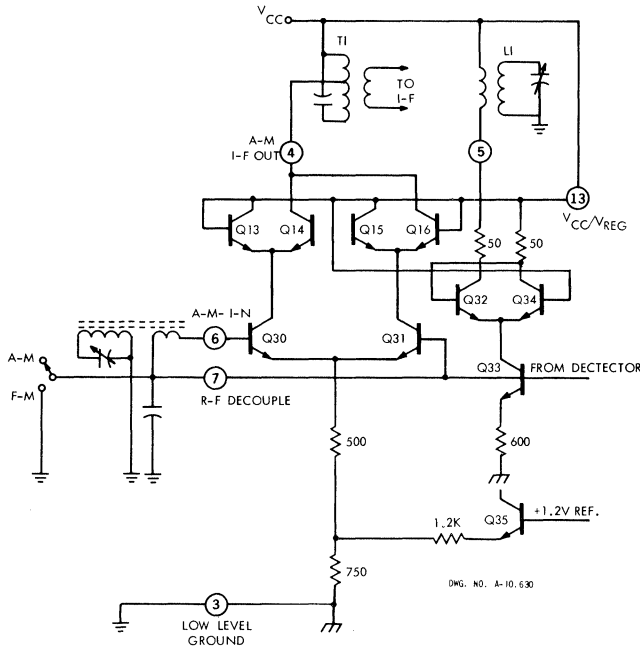 V
CC
T1
L1
TO
I-F
A-M
I-F OUT
4
5
13
V
CC/VREG
Q13
Q14
Q15
Q16
50
50
Q32
Q34
A-M- I-N
6
Q30
Q31
A-M
F-M
7
R-F DECOUPLE
Q33
FROM DECTECTOR
500
600
Q35
+1.2V REF.
1.2K
750
DWG. NO. A-10,630
3
LOW LEVEL
GROUND